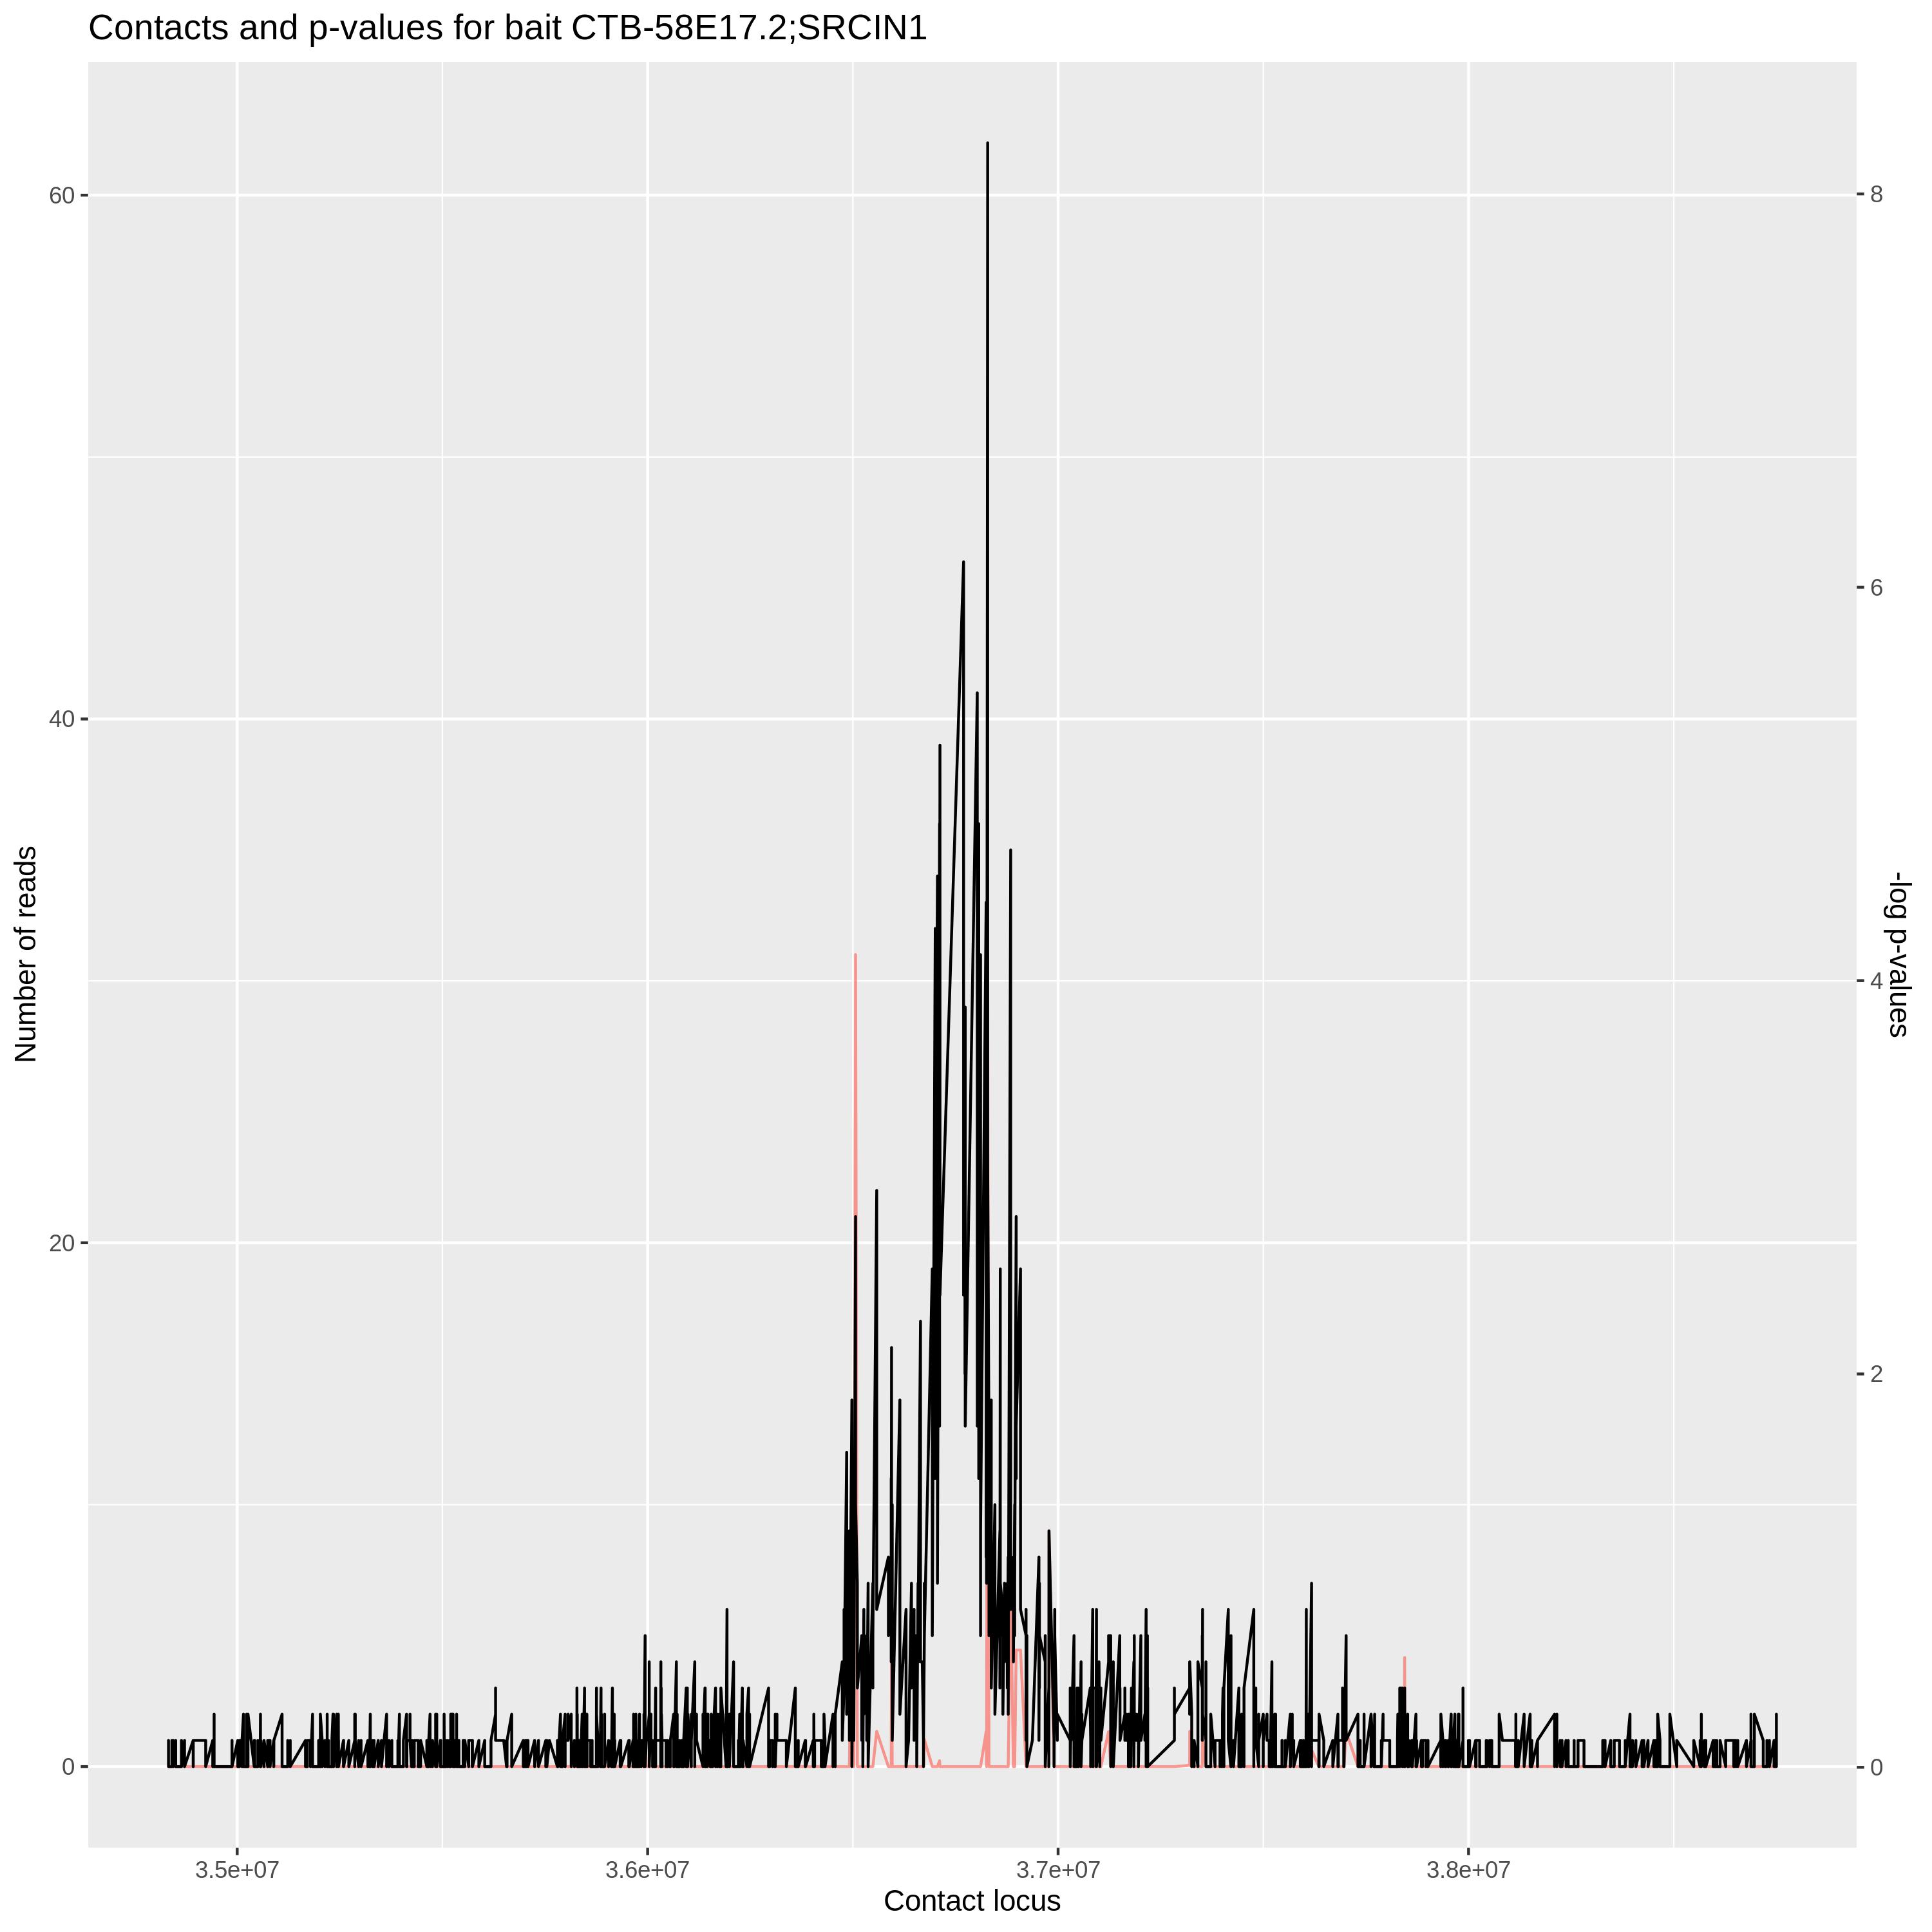 Contacts and p-values for bait CTB-58E17.2;SRCIN1
60
40
20
0
Number of reads
8
6
4
2
0
-log p-values
3.5e+07 3.6e+07 3.7e+07 3.8e+07
Contact locus